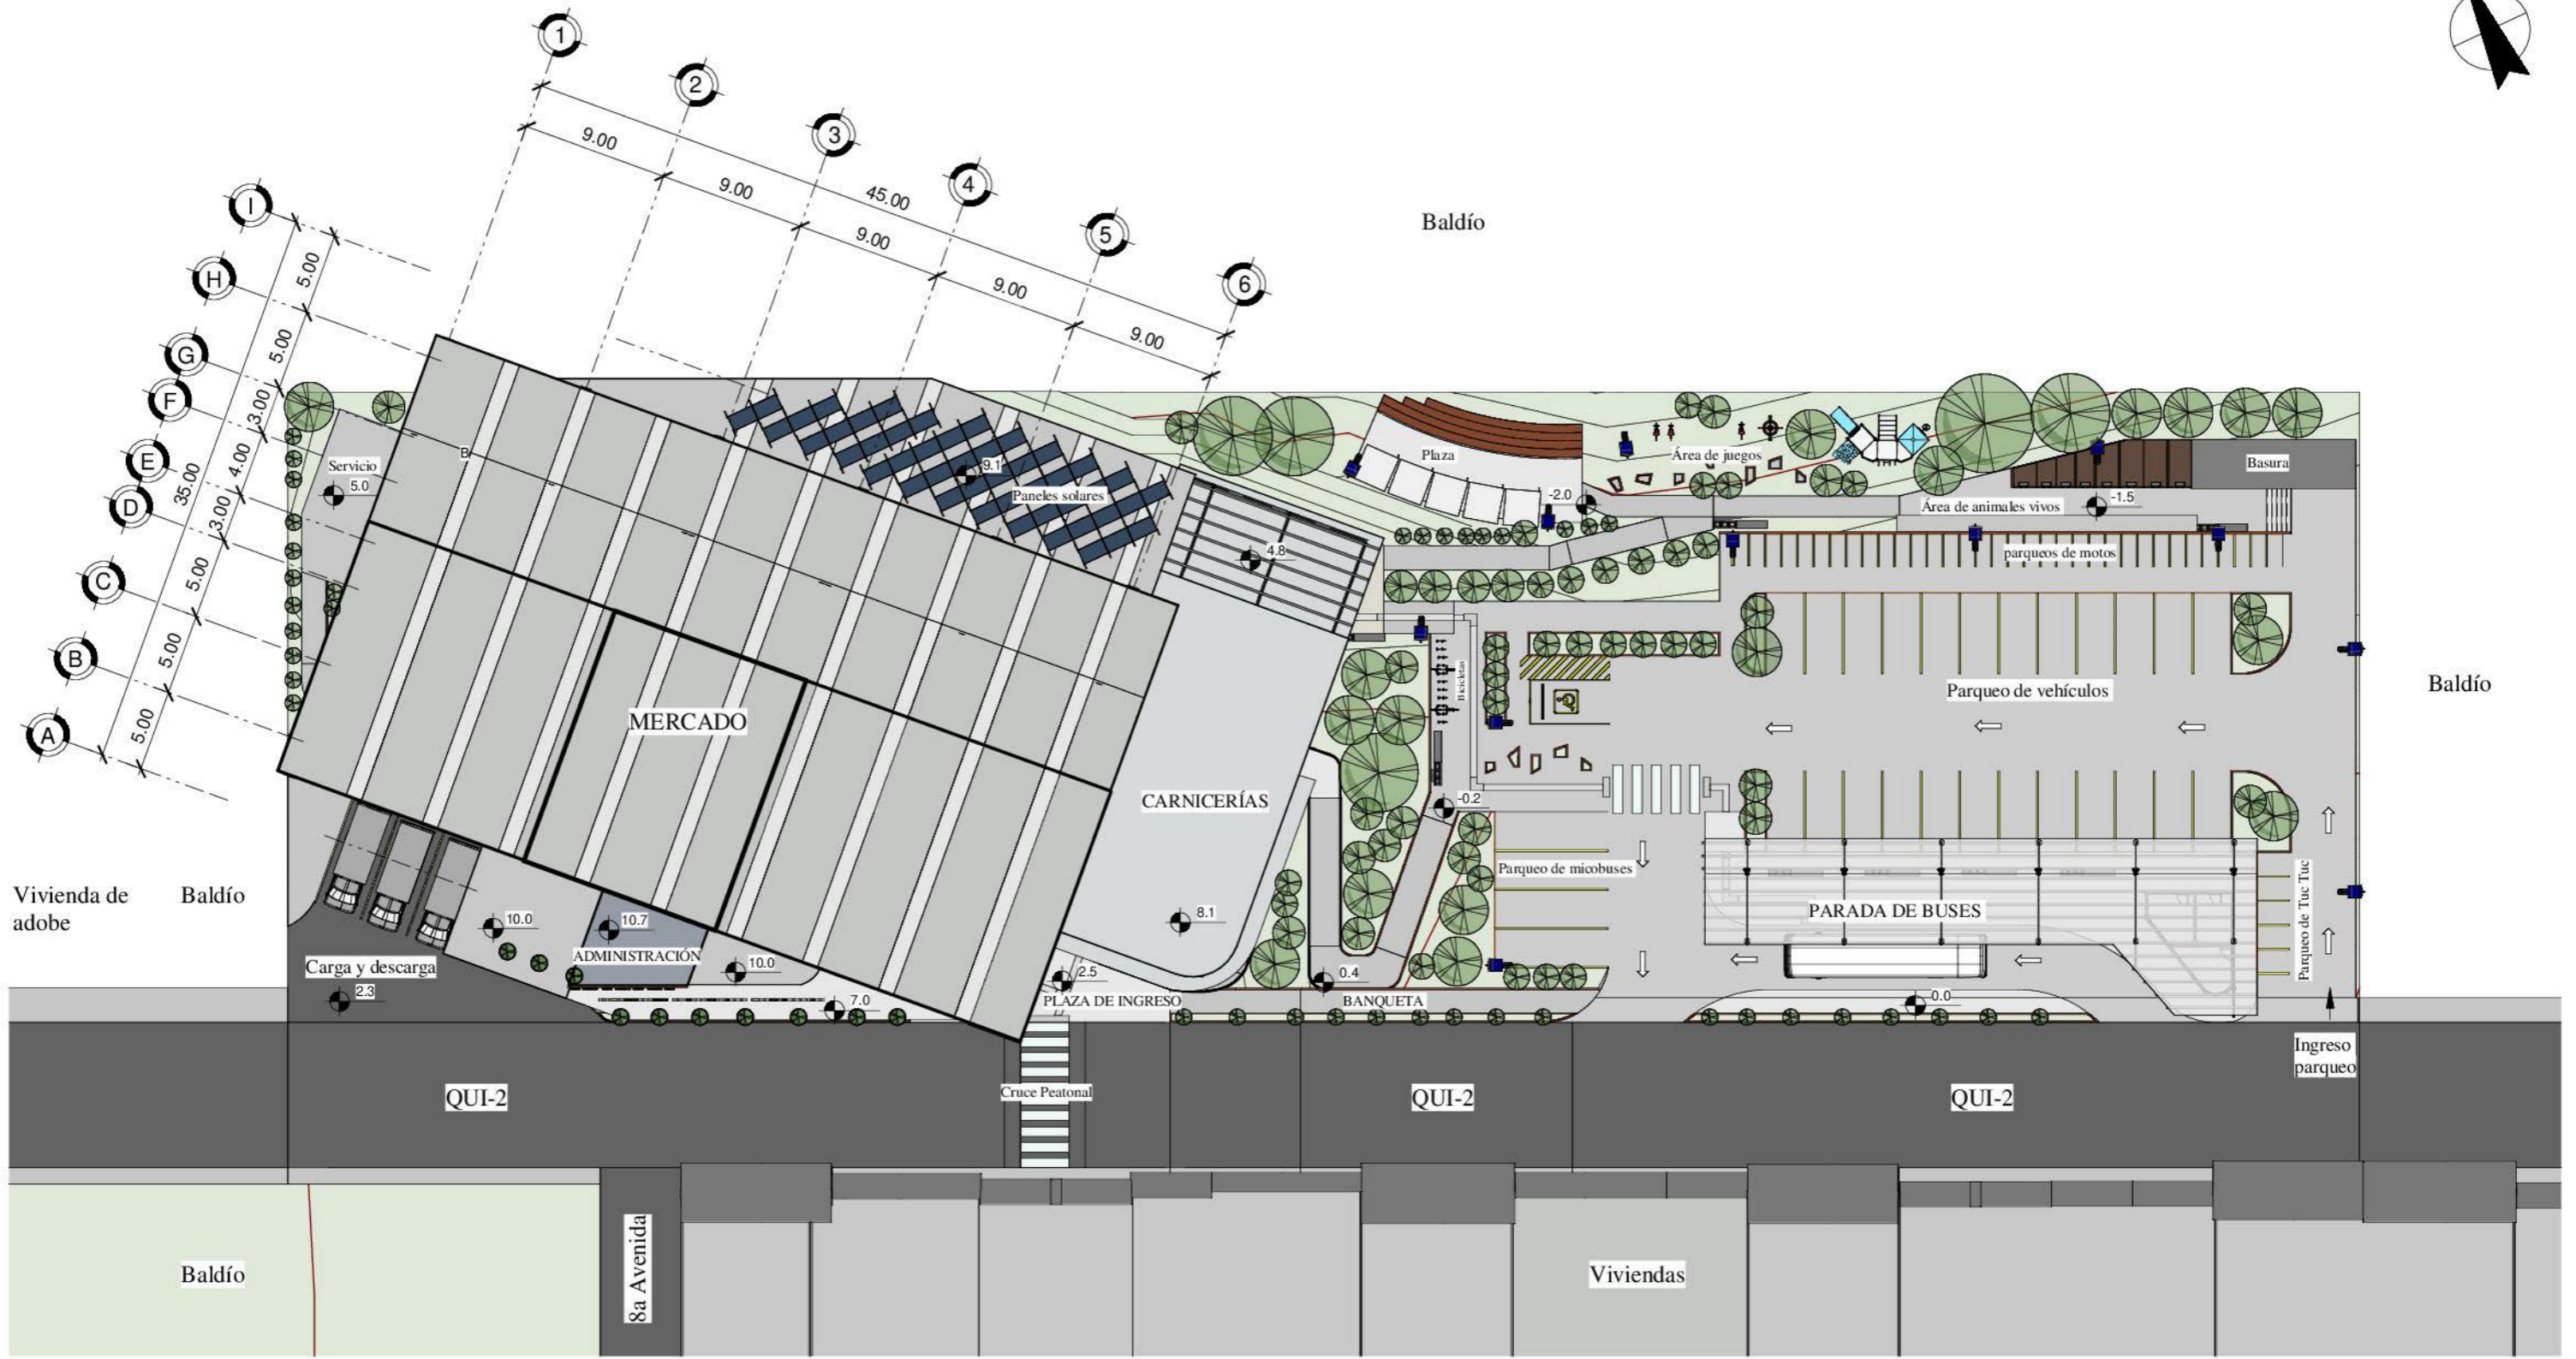 1
2
3
4
5
6
9.00
9.00
45.00
9.00
9.00
9.00
I
H
G
F
E
D
C
B
A
5.00
5.00
3.00
4.00
35.00
3.00
5.00
5.00
5.00
Baldío
Servicio
5.0
B
9.1
Paneles solares
4.8
Plaza
-2.0
Área de juegos
Basura
Área de animales vivos
-1.5
parqueos de motos
Bicicletas
Parqueo de vehículos
Baldío
MERCADO
CARNICERÍAS
-0.2
Parqueo de micobuses
PARADA DE BUSES
Parqueo de Tuc Tuc
Vivienda de
adobe
Baldío
10.0
10.7
ADMINISTRACIÓN
10.0
8.1
Carga y descarga
2.3
7.0
2.5
PLAZA DE INGRESO
0.4
BANQUETA
0.0
Ingreso
parqueo
QUI-2
Cruce Peatonal
QUI-2
QUI-2
Baldío
8a Avenida
Viviendas